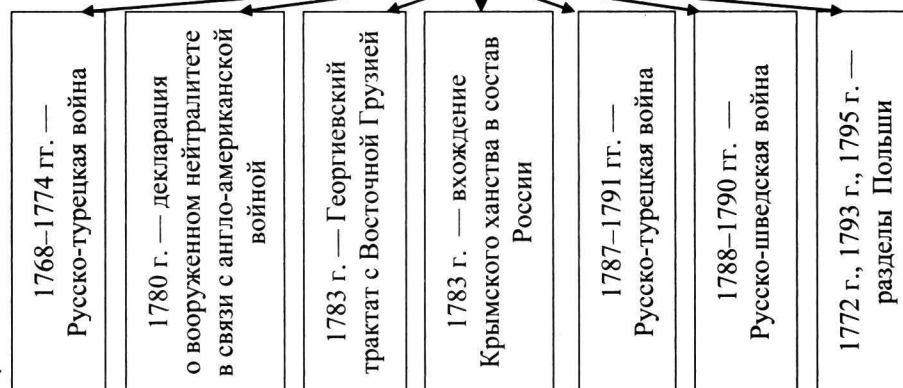 1768–1774 гг. —
Русско-турецкая война
1780 г. — декларация
о вооруженном нейтралитете
в связи с англо-американской
войной
1783 г. — Георгиевский
трактат с Восточной Грузией
1783 г. — вхождение
Крымского ханства в состав
России
1787–1791 гг. —
Русско-турецкая война
1788–1790 гг. —
Русско-шведская война
1772 г., 1793 г., 1795 г. —
разделы Польши